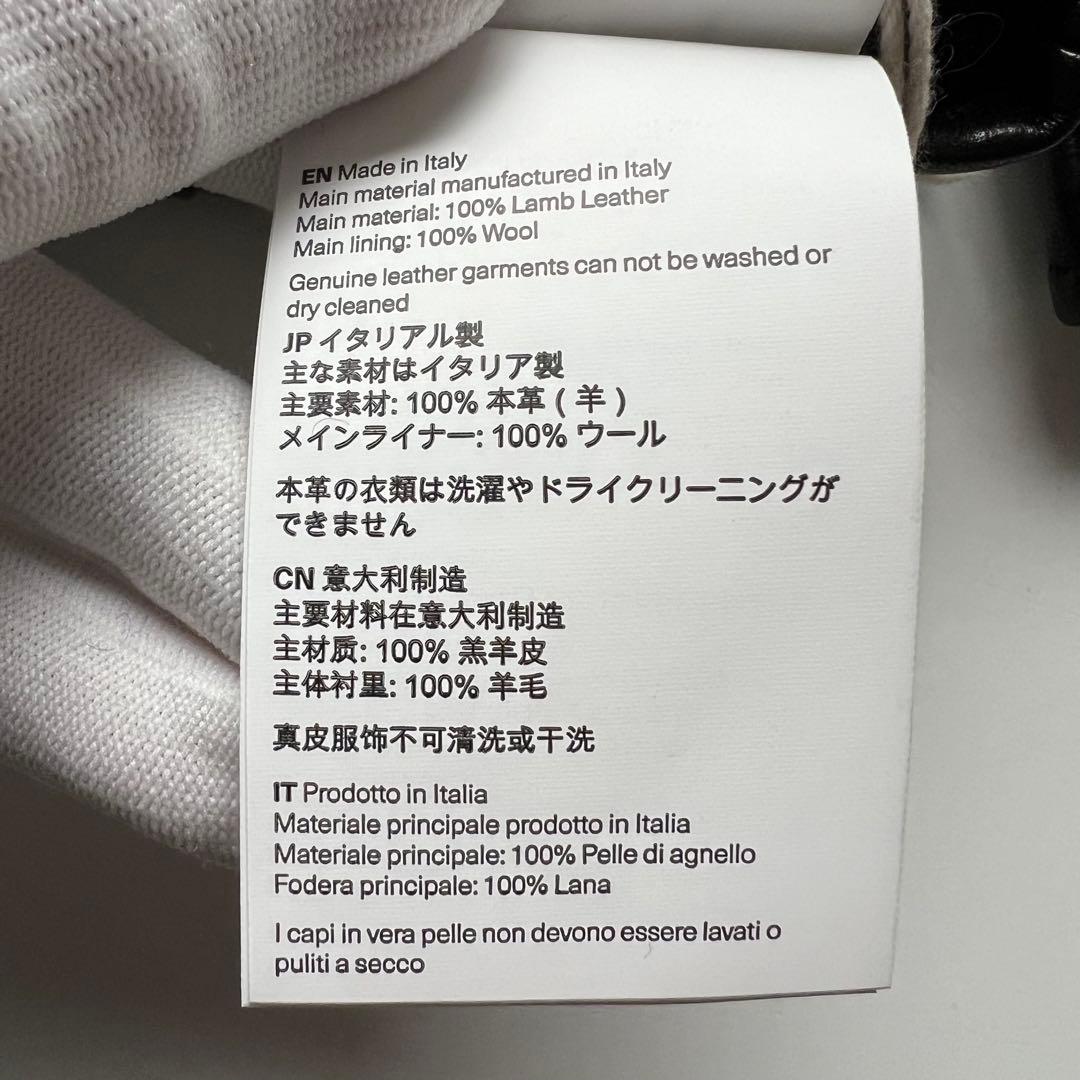 EN Made in Italy
Main material manufactured in Italy
Main material: 100% Lamb Leather
Main lining: 100% Wool
Genuine leather garments can not be washed or
dry cleaned
JP イタリアル製
主な素材はイタリア製
主要素材: 100% 本革 ( 羊 )
メインライナー: 100% ウール
本革の衣類は洗濯やドライクリーニングが
できません
CN 意大利制造
主要材料在意大利制造
主材质: 100% 羔羊皮
主体衬里: 100% 羊毛
真皮服饰不可清洗或干洗
IT Prodotto in Italia
Materiale principale prodotto in Italia
Materiale principale: 100% Pelle di agnello
Fodera principale: 100% Lana
I capi in vera pelle non devono essere lavati o
puliti a secco